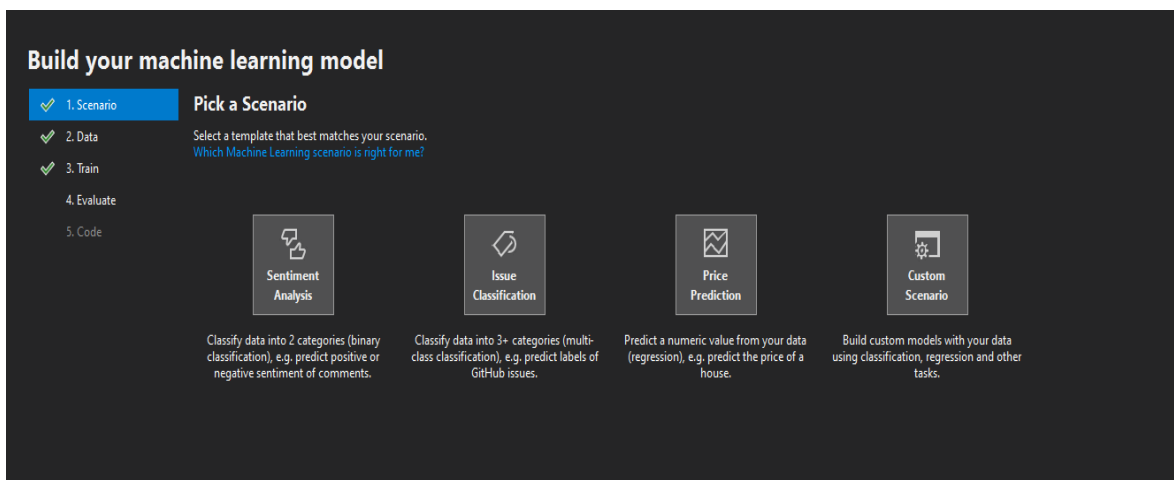 Build your machine learning model
1. Scenario
2. Data
3. Train
4. Evaluate
5. Code
Pick a Scenario
Select a template that best matches your scenario.
Which Machine Learning scenario is right for me?
Sentiment
Analysis
Classify data into 2 categories (binary
classification), e.g. predict positive or
negative sentiment of comments.
Issue
Classification
Classify data into 3+ categories (multi-
class classification), e.g. predict labels of
GitHub issues.
Price
Prediction
Predict a numeric value from your data
(regression), e.g. predict the price of a
house.
Custom
Scenario
Build custom models with your data
using classification, regression and other
tasks.